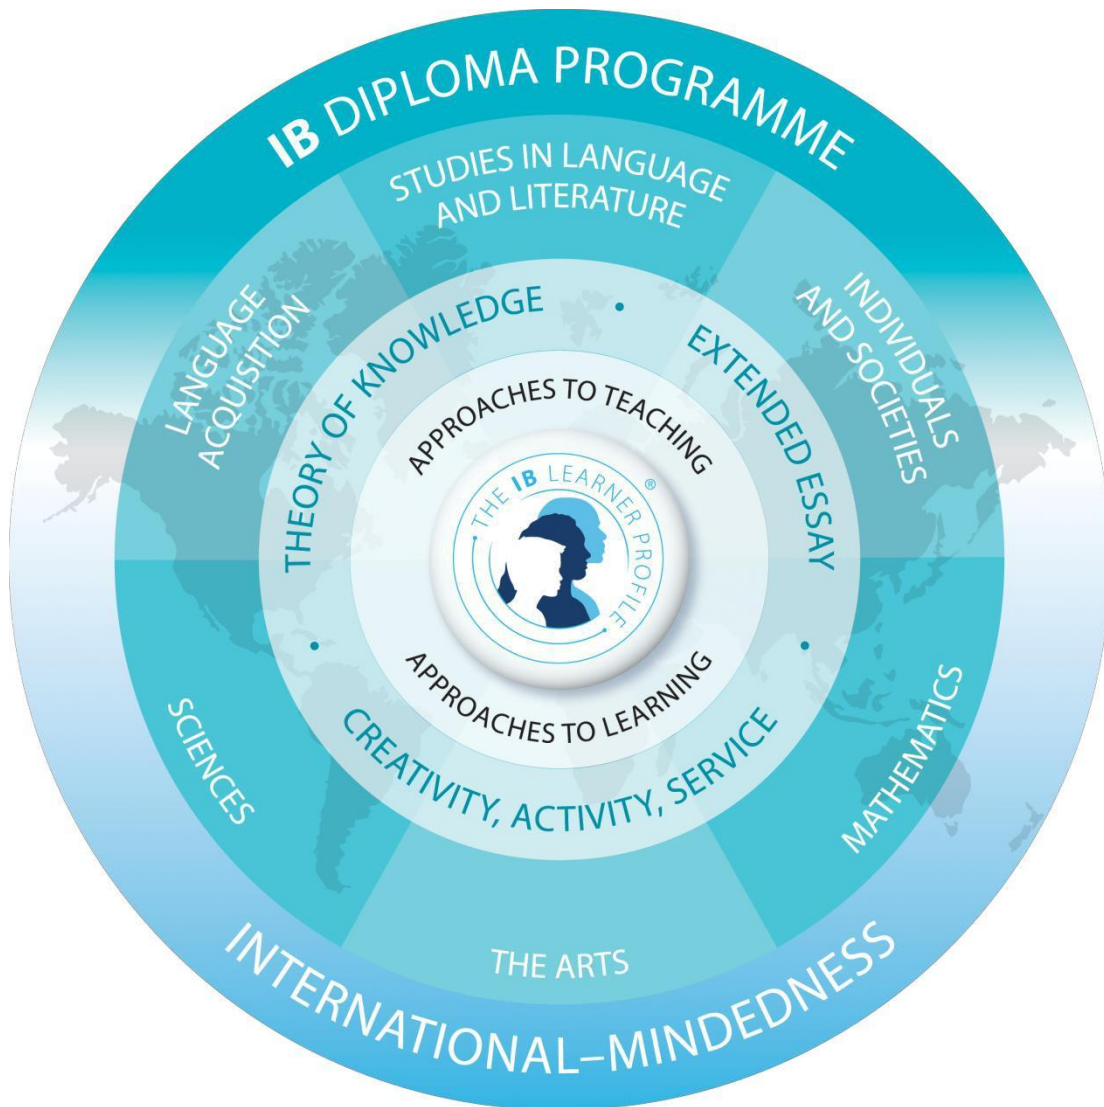 IB DIPLOMA PROGRAMME
STUDIES IN LANGUAGE
AND LITERATURE
LANGUAGE
ACQUISITION
INDIVIDUALS
AND SOCIETIES
THEORY OF KNOWLEDGE
•
EXTENDED ESSAY
APPROACHES TO TEACHING
THE IB LEARNER PROFILE ®
APPROACHES TO LEARNING
•
CREATIVITY, ACTIVITY, SERVICE
•
SCIENCES
MATHEMATICS
THE ARTS
INTERNATIONAL–MINDEDNESS